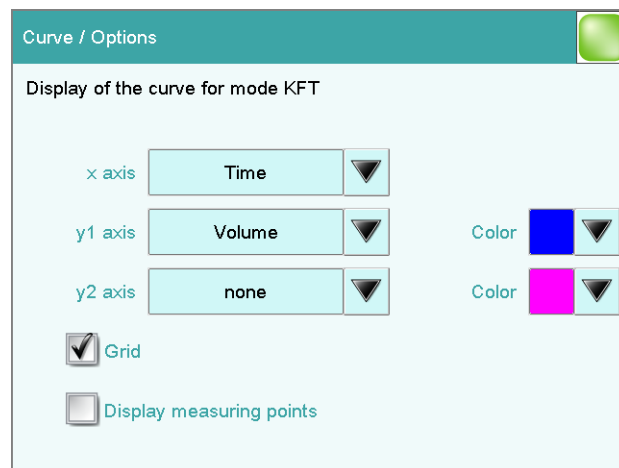 Curve / Options
Display of the curve for mode KFT
x axis Time
y1 axis Volume Color
y2 axis none Color
Grid
Display measuring points